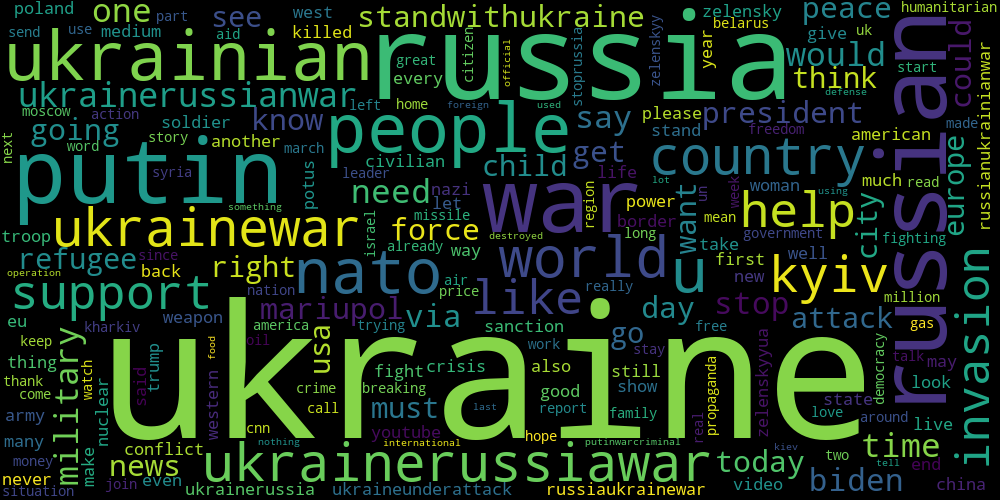 poland
send
use
part
medium
one
aid
west
killed
see
standwithukraine
zelensky
belarus
peace
humanitarian
ukrainian
russia
great
every
citizen
official
stoprussia
zelenskyy
year
give
uk
would
think
start
could
russian
russianukrainianwar
ukrainerussianwar
moscow
action
going
word
next
left
home
foreign
used
soldier
story
another
know
march
leader
people
civilian
say
please
stand
president
freedom
defense
american
made
putin
syria
something
potus
need
nazi
let
child
get
life
lot
country
woman
un
week
much
read
europe
troop
since
ukrainewar
israel
force
missile
already
way
war
destroyed
region
power
border
long
want
mean
take
government
help
city
fighting
operation
refugee
back
right
nation
nato
air
price
world
really
u
first
new
well
kyiv
million
support
kharkiv
weapon
mariupol
via
like
day
stop
attack
gas
invasion
eu
keep
thing
thank
come
military
watch
nuclear
make
said
trump
western
food
oil
america
trying
usa
crime
call
cnn
breaking
fight
crisis
sanction
work
also
good
report
go
free
stay
still
show
family
real
propaganda
zelenskyyua
democracy
talk
may
look
state
love
around
live
ukraine
army
many
money
never
situation
conflict
news
join
even
nothing
international
youtube
must
last
hope
putinwarcriminal
kiev
today
two
tell
time
end
china
ukrainerussia
ukrainerussiawar
ukraineunderattack
russiaukrainewar
video
biden